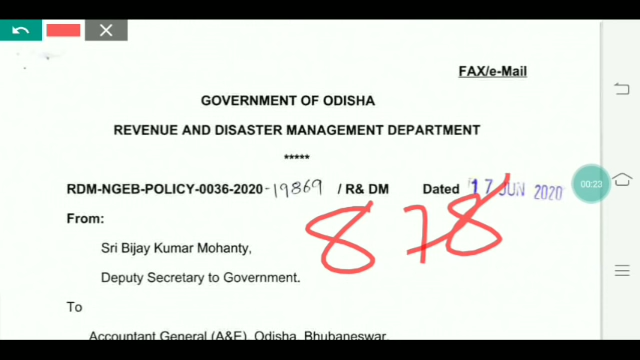 FAX/e-Mail
GOVERNMENT OF ODISHA
REVENUE AND DISASTER MANAGEMENT DEPARTMENT
*****
RDM-NGEB-POLICY-0036-2020-19869 / R& DM Dated 17 JUN 2020
00:23
878
From:
Sri Bijay Kumar Mohanty,
Deputy Secretary to Government.
To
Accountant General (A&E), Odisha, Bhubaneswar.